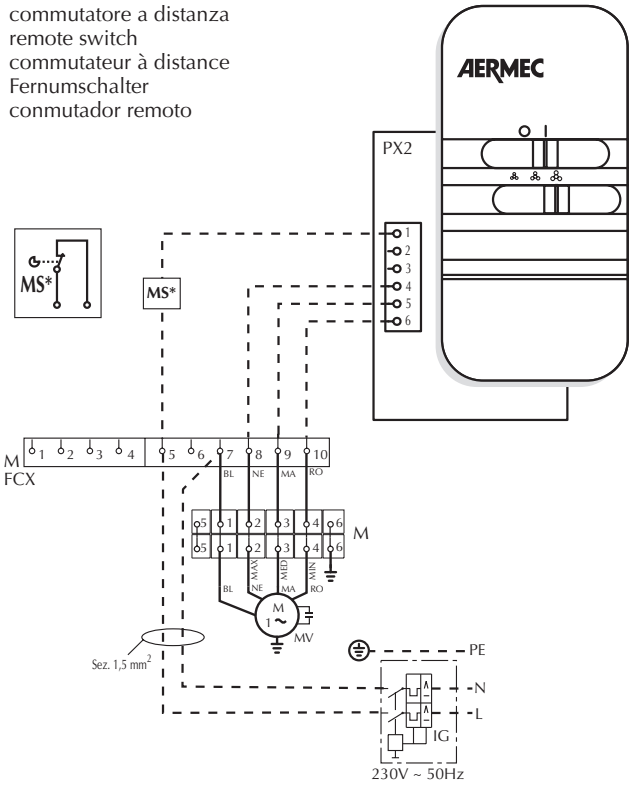 commutatore a distanza
remote switch
commutateur à distance
Fernumschalter
conmutador remoto
AERMEC
PX2
1
2
3
4
5
6
MS*
MS*
M
FCX
1 2 3 4 5 6 7 8 9 10
BL NE MA RO
5 1 2 3 4 6
M
5 1 2 3 4 6
MAX MED MIN
BL NE MA RO
M
1 ~
MV
Sez. 1,5 mm²
PE
N
L
IG
230V ~ 50Hz